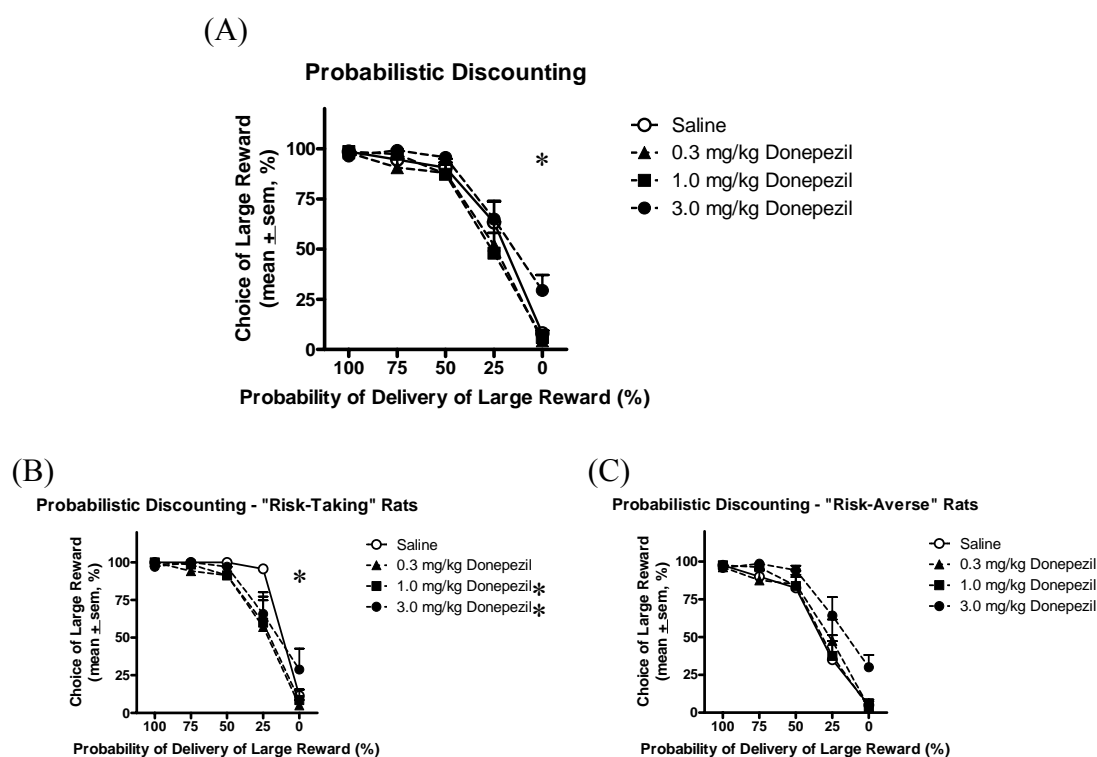 (A)
Probabilistic Discounting
Choice of Large Reward
(mean ± sem, %)
100
75
50
25
0
*
Saline
0.3 mg/kg Donepezil
1.0 mg/kg Donepezil
3.0 mg/kg Donepezil
100 75 50 25 0
Probability of Delivery of Large Reward (%)
(B)
Probabilistic Discounting - "Risk-Taking" Rats
Choice of Large Reward
(mean ± sem, %)
100
75
50
25
0
*
Saline
0.3 mg/kg Donepezil
1.0 mg/kg Donepezil*
3.0 mg/kg Donepezil*
100 75 50 25 0
Probability of Delivery of Large Reward (%)
(C)
Probabilistic Discounting - "Risk-Averse" Rats
Choice of Large Reward
(mean ± sem, %)
100
75
50
25
0
Saline
0.3 mg/kg Donepezil
1.0 mg/kg Donepezil
3.0 mg/kg Donepezil
100 75 50 25 0
Probability of Delivery of Large Reward (%)